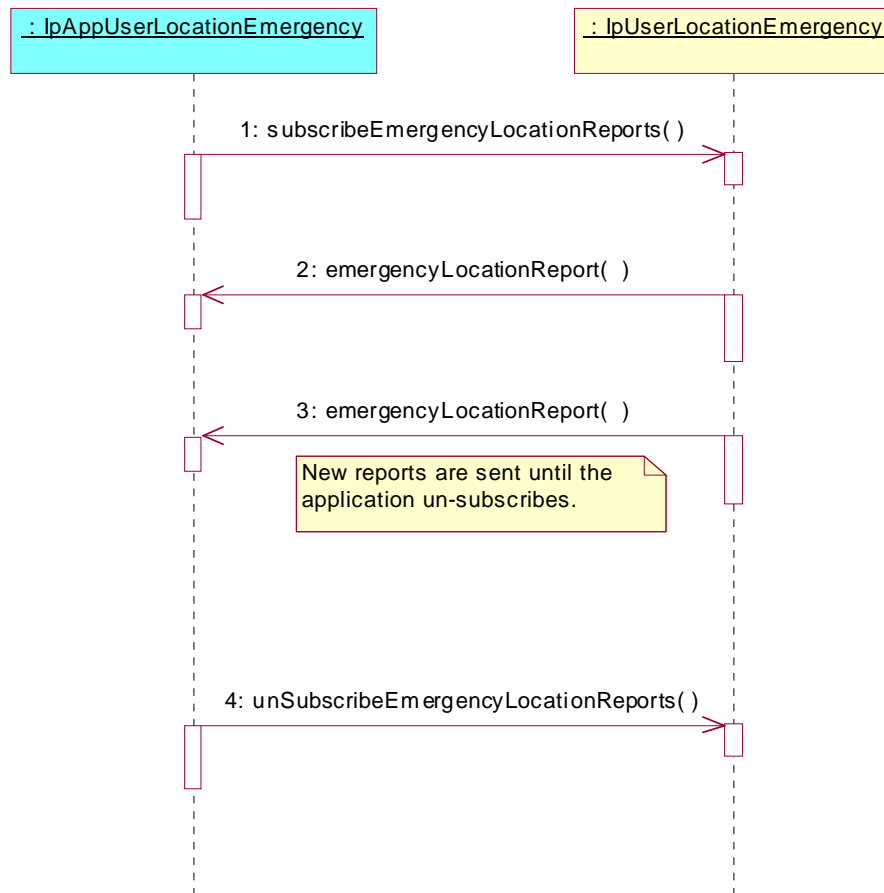 : IpAppUserLocationEmergency
: IpUserLocationEmergency
1: subscribeEmergencyLocationReports( )
2: emergencyLocationReport( )
3: emergencyLocationReport( )
New reports are sent until the
application un-subscribes.
4: unSubscribeEmergencyLocationReports( )